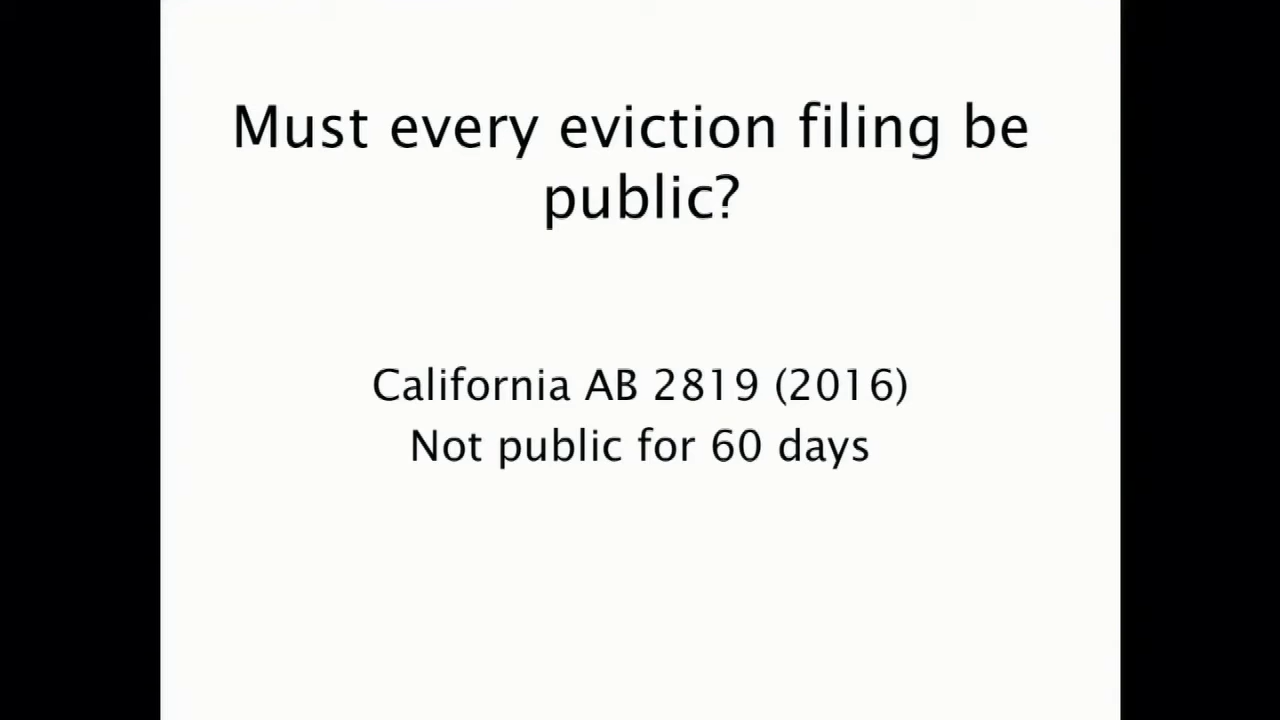 Must every eviction filing be
public?
California AB 2819 (2016)
Not public for 60 days